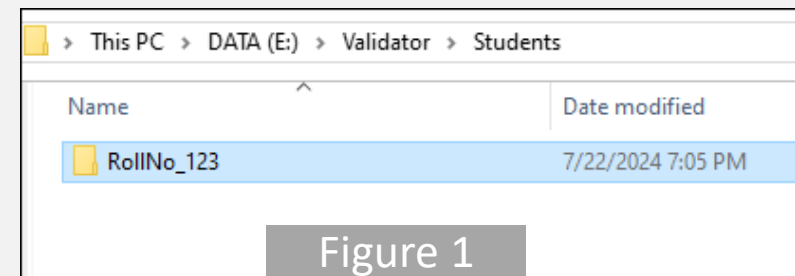 > This PC > DATA (E:) > Validator > Students
Name Date modified
RollNo_123 7/22/2024 7:05 PM
Figure 1